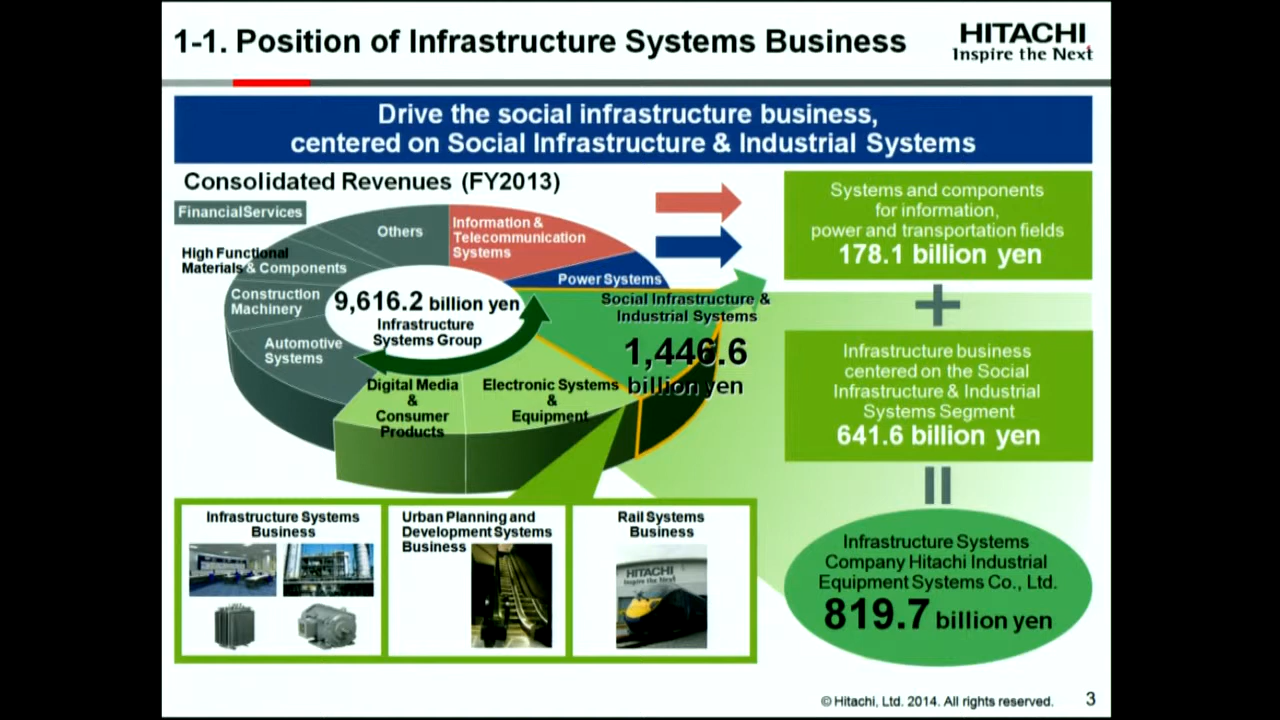 1-1. Position of Infrastructure Systems Business
HITACHI
Inspire the Next
Drive the social infrastructure business,
centered on Social Infrastructure & Industrial Systems
Consolidated Revenues (FY2013)
FinancialServices
Others
Information &
Telecommunication
Systems
High Functional
Materials & Components
Power Systems
Construction
Machinery
9,616.2 billion yen
Infrastructure
Systems Group
Social Infrastructure &
Industrial Systems
1,446.6
billion yen
Automotive
Systems
Digital Media
&
Consumer
Products
Electronic Systems
&
Equipment
Systems and components
for information,
power and transportation fields
178.1 billion yen
+
Infrastructure business
centered on the Social
Infrastructure & Industrial
Systems Segment
641.6 billion yen
Infrastructure Systems
Company Hitachi Industrial
Equipment Systems Co., Ltd.
819.7 billion yen
Infrastructure Systems
Business
Urban Planning and
Development Systems
Business
Rail Systems
Business
HITACHI
Inspire the Next
© Hitachi, Ltd. 2014. All rights reserved.
3